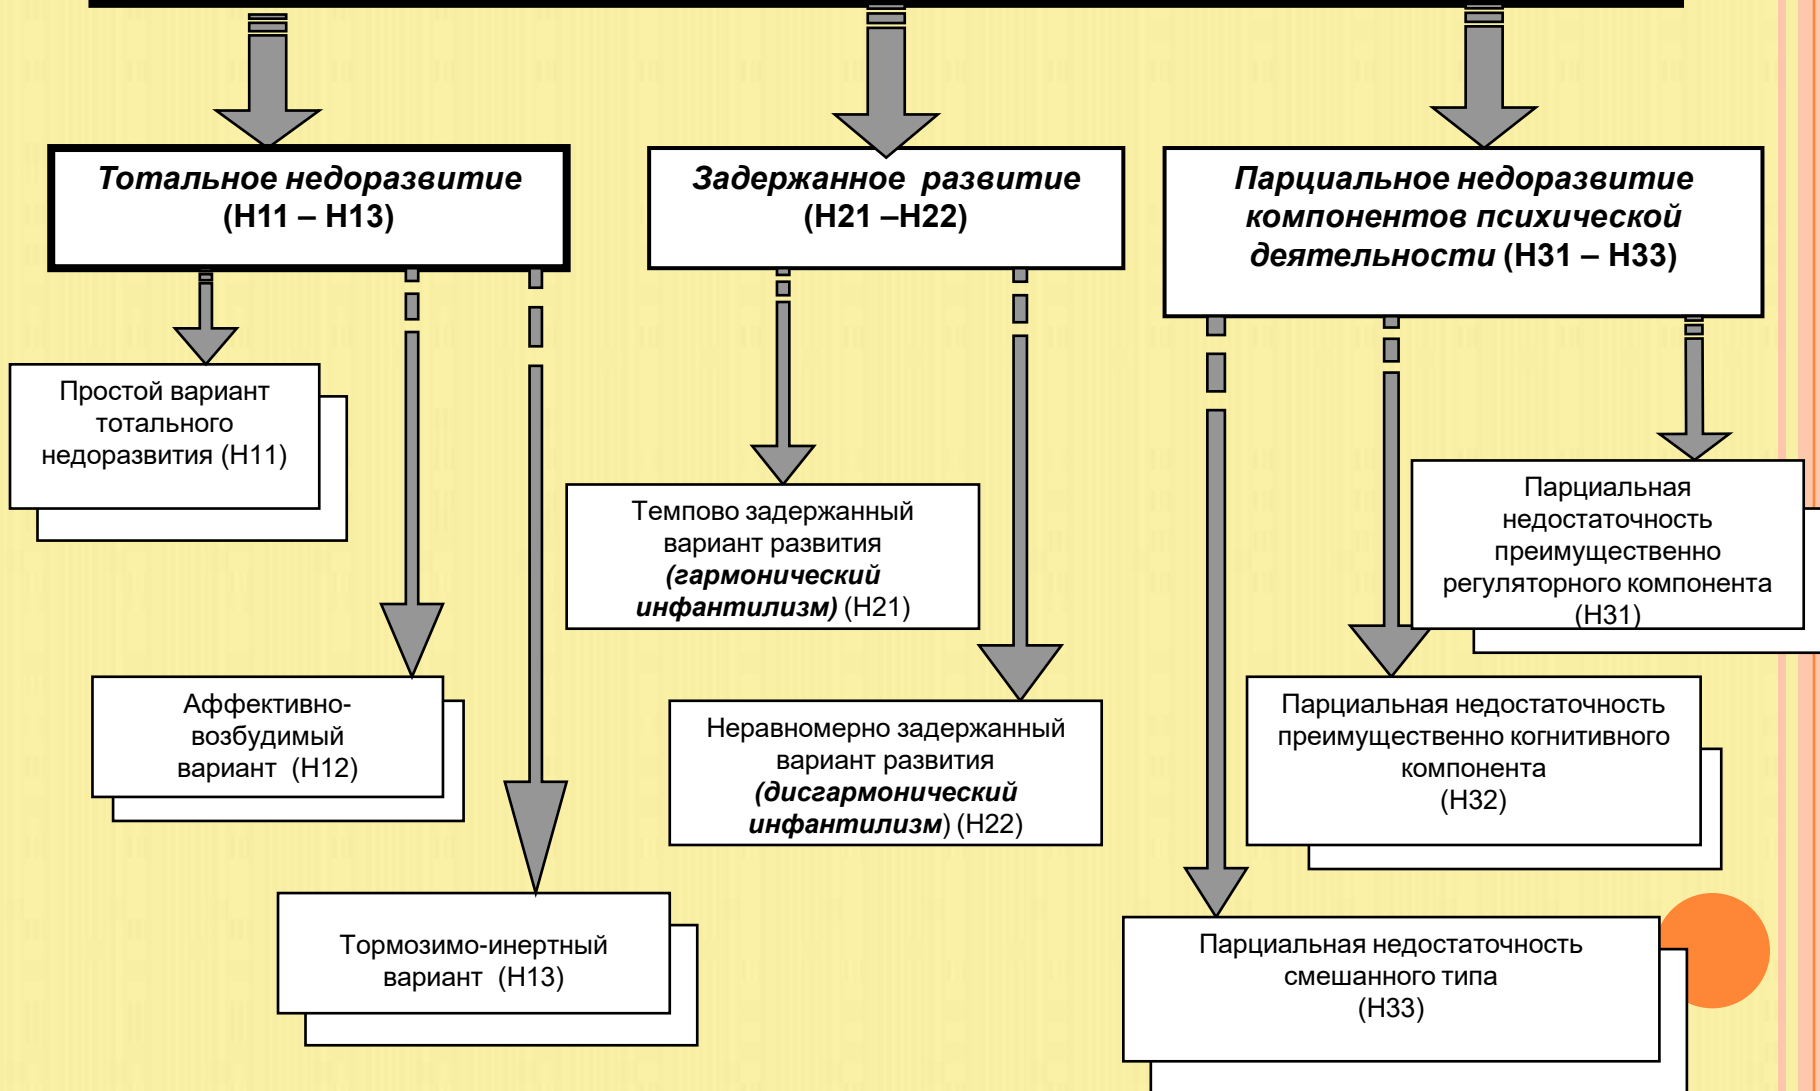 Тотальное недоразвитие
(Н11 – Н13)
Задержанное развитие
(Н21 –Н22)
Парциальное недоразвитие
компонентов психической
деятельности (Н31 – Н33)
Простой вариант
тотального
недоразвития (Н11)
Аффективно-
возбудимый
вариант (Н12)
Тормозимо-инертный
вариант (Н13)
Темпово задержанный
вариант развития
(гармонический
инфантилизм) (Н21)
Неравномерно задержанный
вариант развития
(дисгармонический
инфантилизм) (Н22)
Парциальная
недостаточность
преимущественно
регуляторного компонента
(Н31)
Парциальная недостаточность
преимущественно когнитивного
компонента
(Н32)
Парциальная недостаточность
смешанного типа
(Н33)